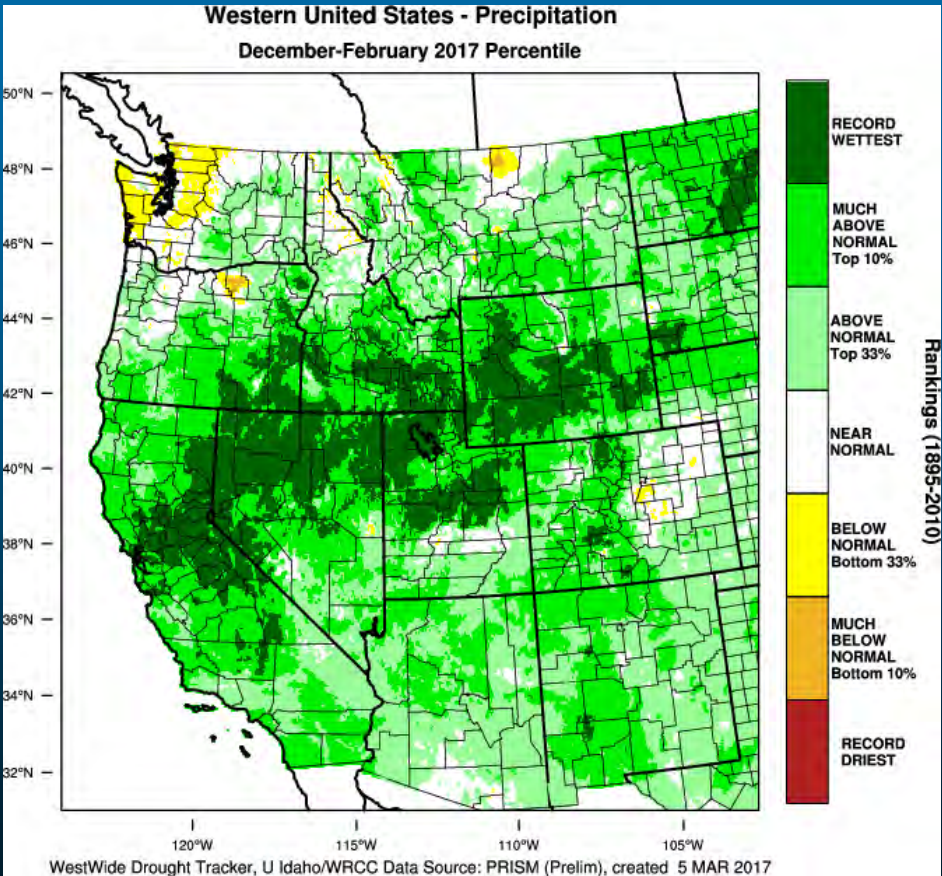 Western United States - Precipitation
December-February 2017 Percentile
50°N
48°N
46°N
44°N
42°N
40°N
38°N
36°N
34°N
32°N
120°W
115°W
110°W
105°W
RECORD
WETTEST
MUCH
ABOVE
NORMAL
Top 10%
ABOVE
NORMAL
Top 33%
NEAR
NORMAL
BELOW
NORMAL
Bottom 33%
MUCH
BELOW
NORMAL
Bottom 10%
RECORD
DRIEST
Rankings (1895-2010)
WestWide Drought Tracker, U Idaho/WRCC Data Source: PRISM (Prelim), created 5 MAR 2017